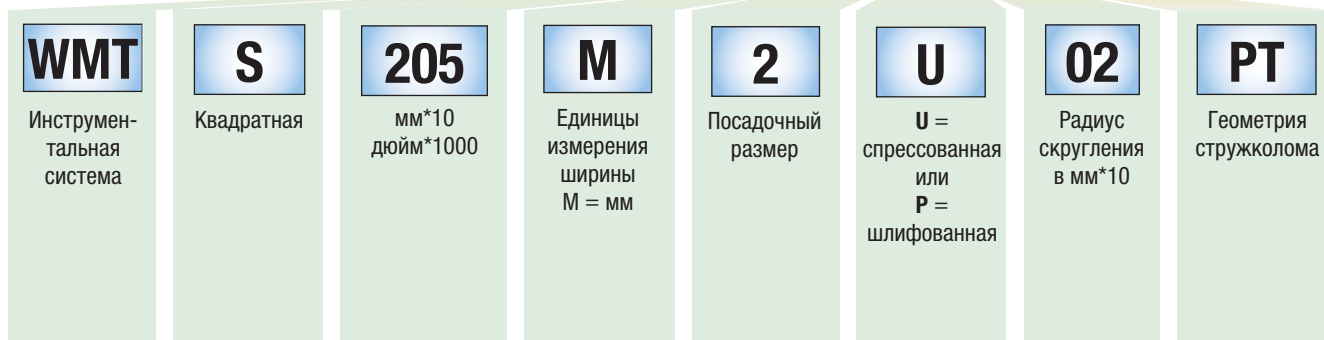 WMT
Инструмен-
тальная
система
S
Квадратная
205
мм*10
дюйм*1000
M
Единицы
измерения
ширины
M = мм
2
Посадочный
размер
U
U =
спрессованная
или
P =
шлифованная
02
Радиус
скругления
в мм*10
PT
Геометрия
стружколома